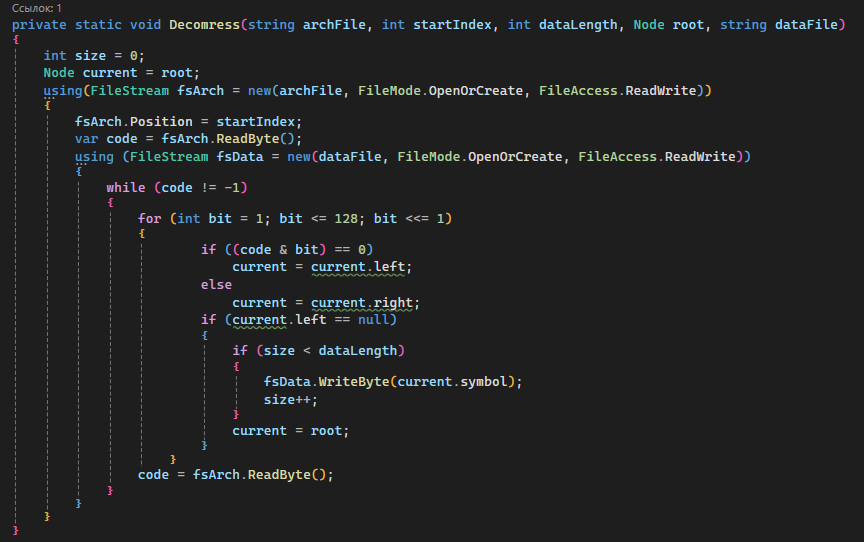 Ссылок: 1
private static void Decomress(string archFile, int startIndex, int dataLength, Node root, string dataFile)
{
int size = 0;
Node current = root;
using(FileStream fsArch = new(archFile, FileMode.OpenOrCreate, FileAccess.ReadWrite))
{
fsArch.Position = startIndex;
var code = fsArch.ReadByte();
using (FileStream fsData = new(dataFile, FileMode.OpenOrCreate, FileAccess.ReadWrite))
{
while (code != -1)
{
for (int bit = 1; bit <= 128; bit <<= 1)
{
if ((code & bit) == 0)
current = current.left;
else
current = current.right;
if (current.left == null)
{
if (size < dataLength)
{
fsData.WriteByte(current.symbol);
size++;
}
current = root;
}
}
code = fsArch.ReadByte();
}
}
}
}